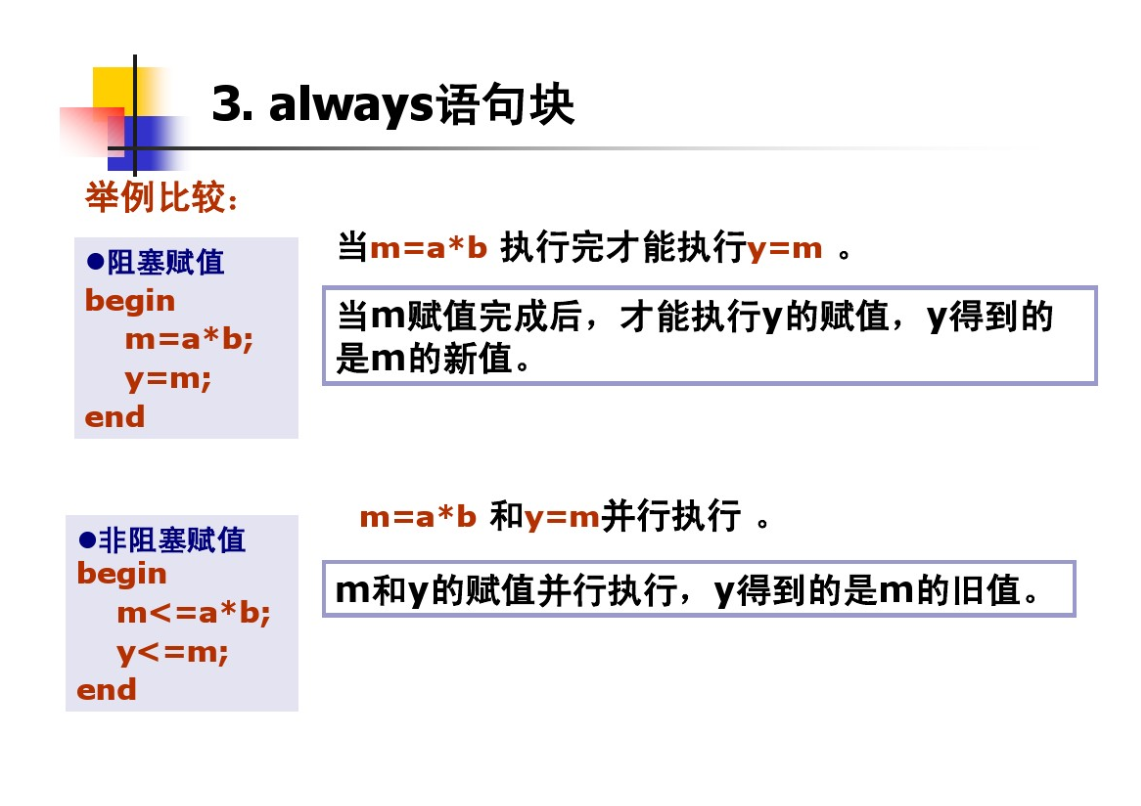 3. always语句块
举例比较：
●阻塞赋值
begin
m=a*b;
y=m;
end
当m=a*b 执行完才能执行y=m 。
当m赋值完成后，才能执行y的赋值，y得到的
是m的新值。
●非阻塞赋值
begin
m<=a*b;
y<=m;
end
m=a*b 和y=m并行执行 。
m和y的赋值并行执行，y得到的是m的旧值。